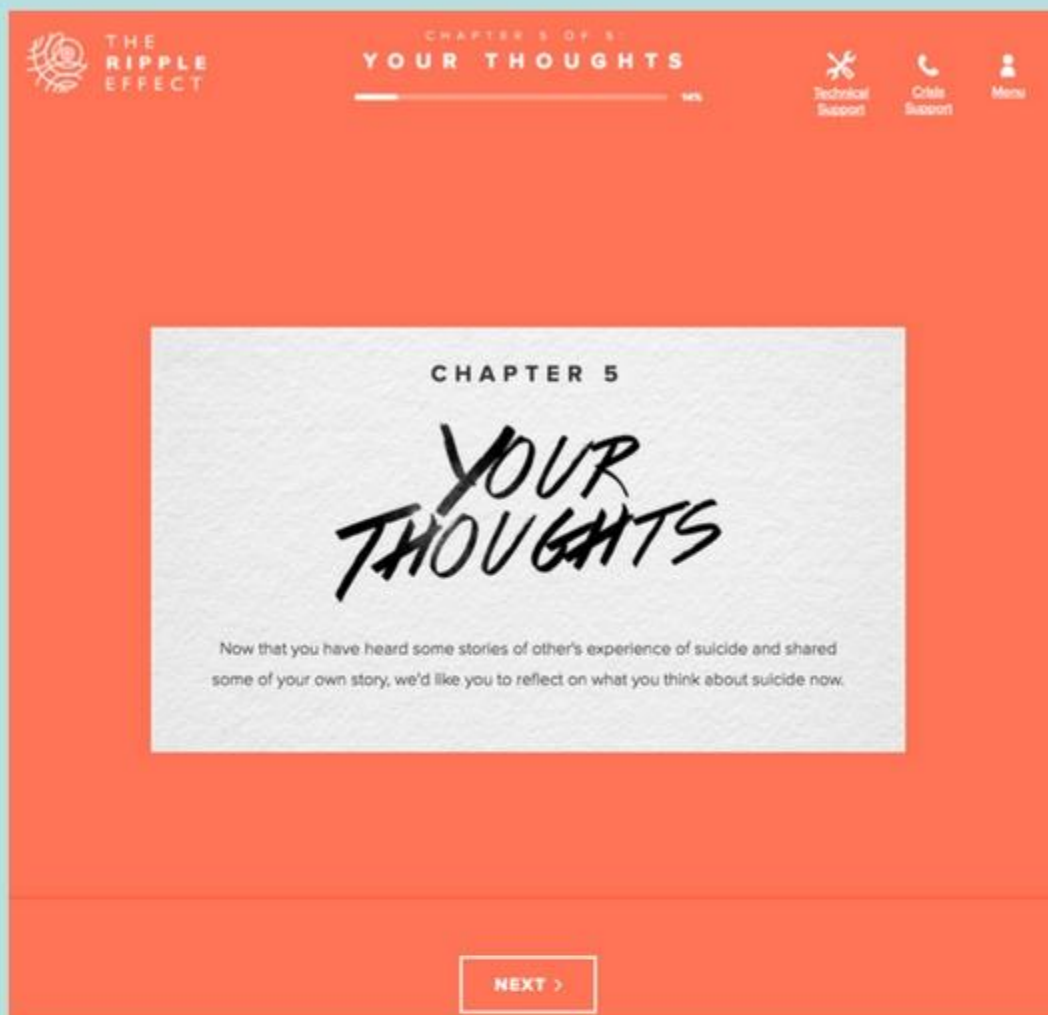 THE
RIPPLE
EFFECT
CHAPTER 5 OF 5
YOUR THOUGHTS
14%
Technical
Support
Crisis
Support
Menu
CHAPTER 5
YOUR
THOUGHTS
Now that you have heard some stories of other's experience of suicide and shared
some of your own story, we'd like you to reflect on what you think about suicide now.
NEXT >